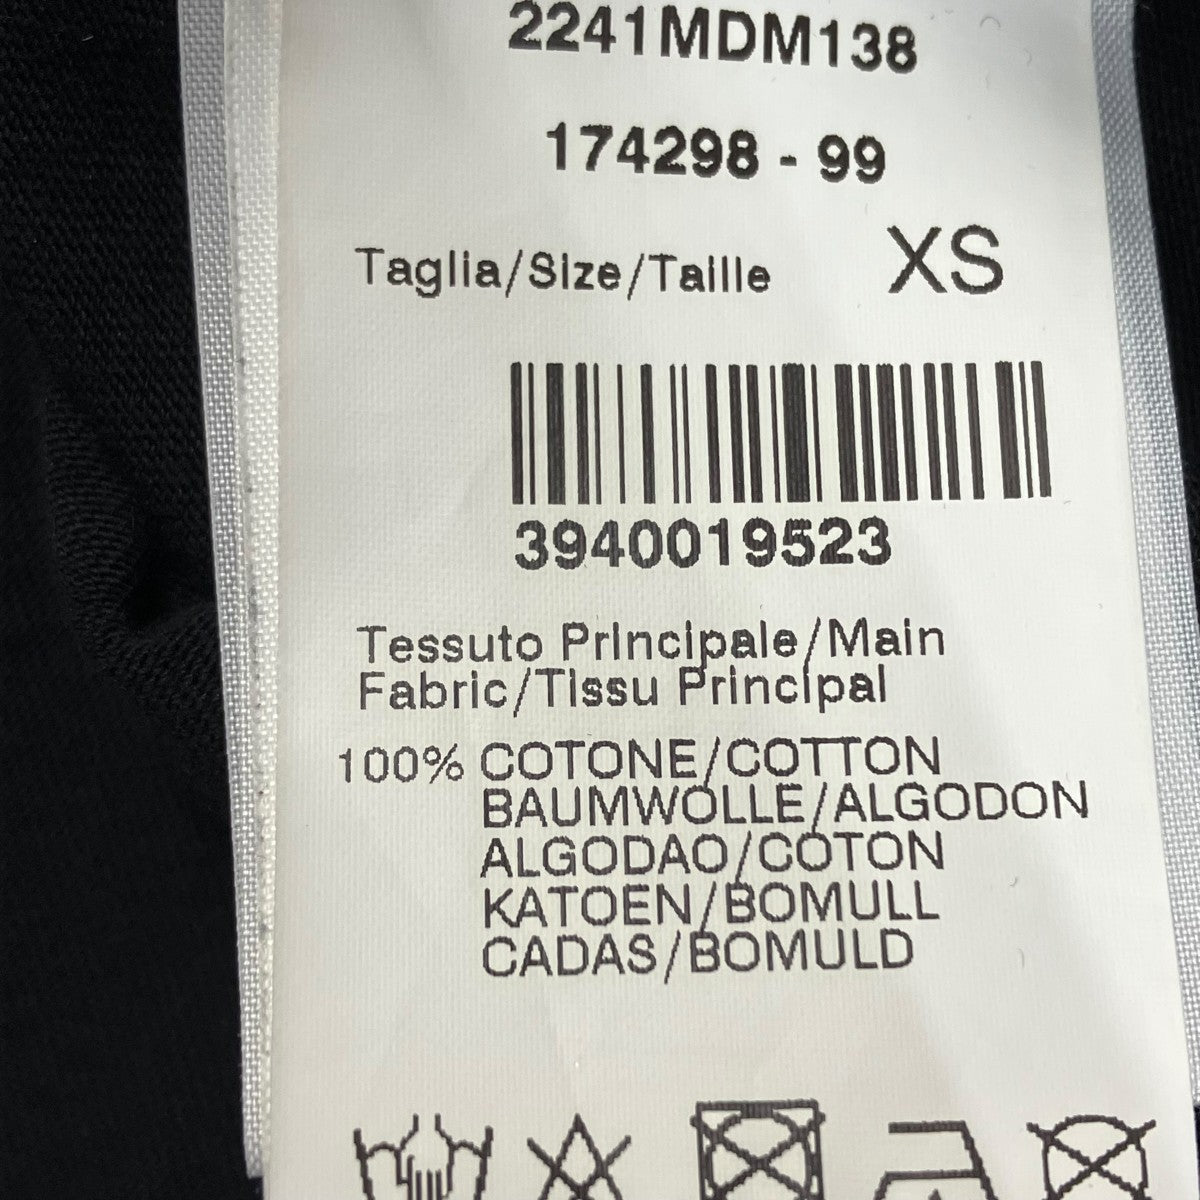 2241MDM138
174298 - 99
Taglia/Size/Taille XS
3940019523
Tessuto Principale/Main
Fabric/Tissu Principal
100% COTONE/COTTON
BAUMWOLLE/ALGODON
ALGODAO/COTON
KATOEN/BOMULL
CADAS/BOMULD